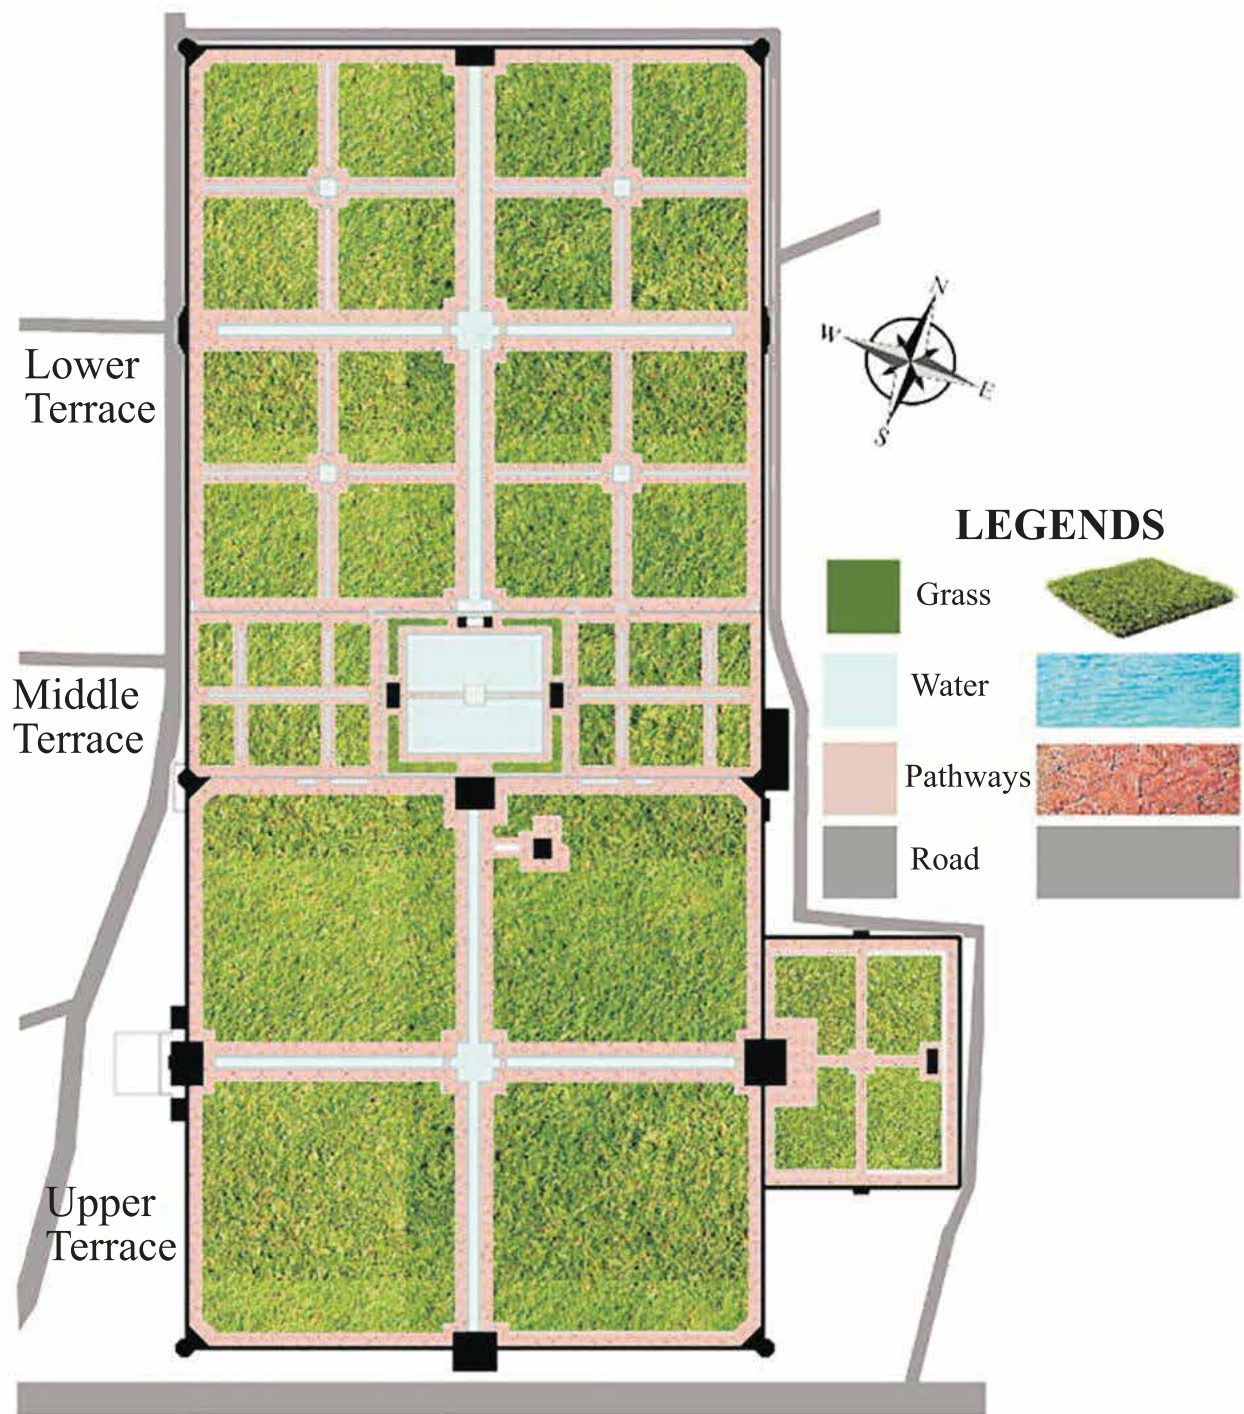 N
W
E
S
Lower
Terrace
LEGENDS
Grass
Water
Middle
Terrace
Pathways
Road
Upper
Terrace